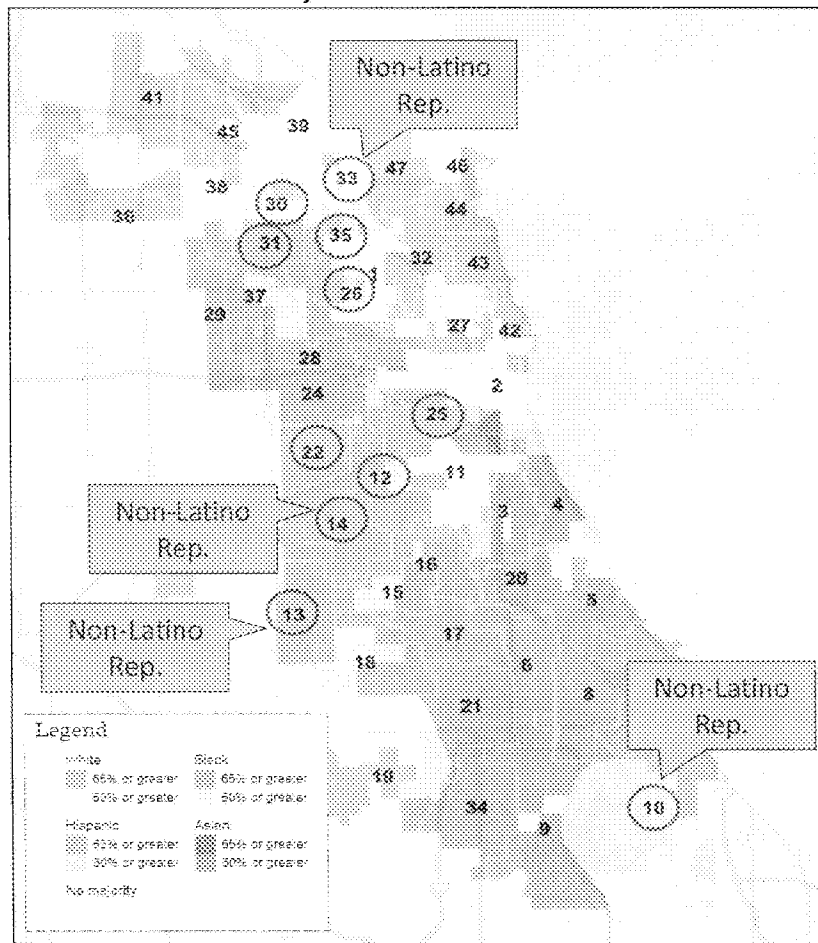 Non-Latino
Rep.
41
45
39
47
46
33
38
30
36
44
31
35
32
43
1
26
37
29
27
42
28
24
2
25
22
12
11
Non-Latino
Rep.
14
3
4
16
20
15
5
13
Non-Latino
Rep.
17
18
6
8
Non-Latino
Rep.
21
Legend
White
Black
65% or greater
65% or greater
50% or greater
50% or greater
19
34
10
9
Hispanic
Asian
65% or greater
50% or greater
50% or greater
No majority